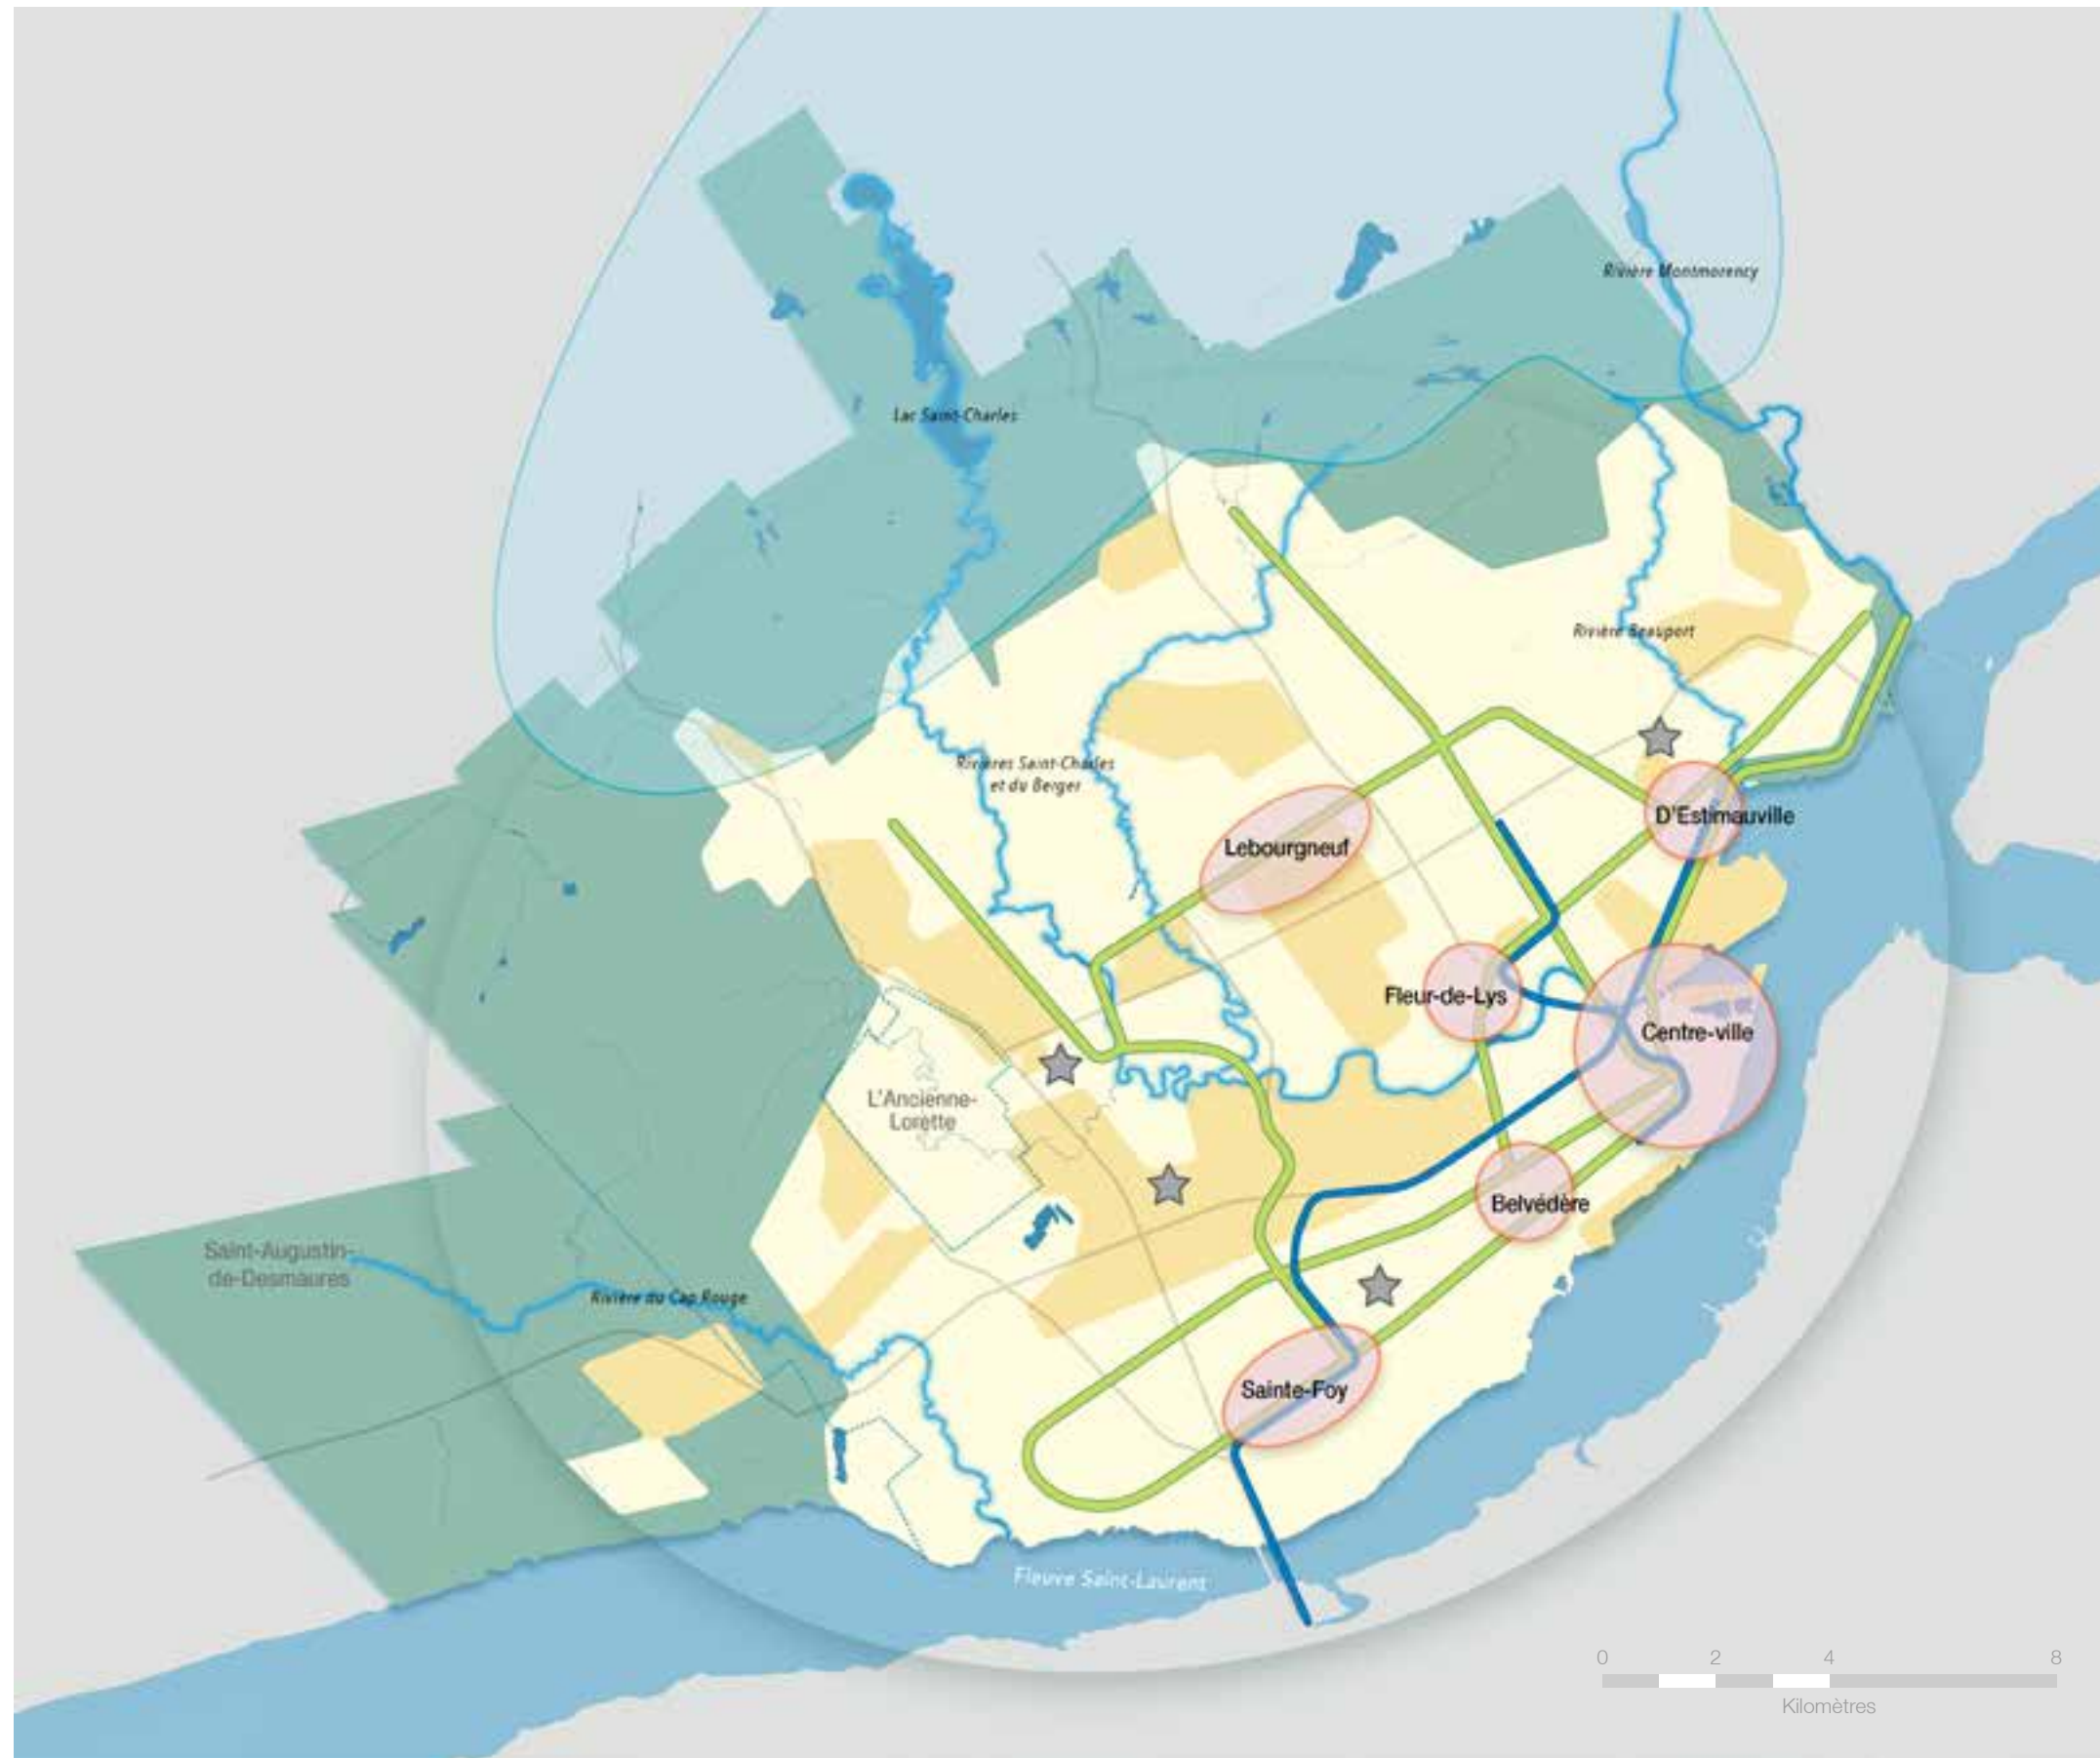 Rivière Montmorency
Lac Saint-Charles
Rivière Beauport
Rivières Saint-Charles
et du Berger
D'Estimauville
Lebourgneuf
Fleur-de-Lys
Centre-ville
L'Ancienne-
Lorette
Belvédère
Saint-Augustin-
de-Desmaures
Rivière du Cap Rouge
Sainte-Foy
Fleuve Saint-Laurent
0 2 4 8
Kilomètres